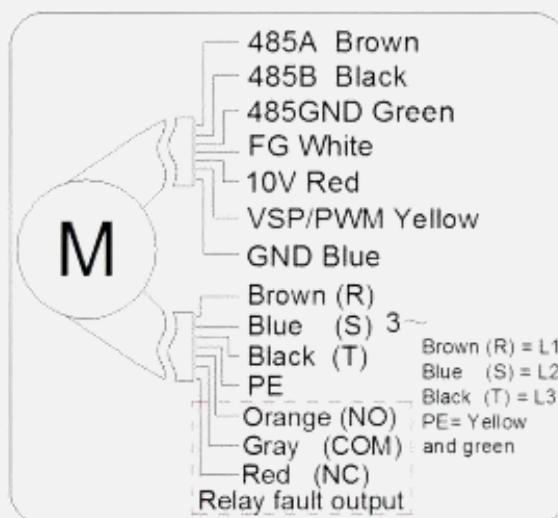 485A Brown
485B Black
485GND Green
FG White
10V Red
VSP/PWM Yellow
GND Blue
M
Brown (R)
Blue (S) 3~
Black (T)
PE
Orange (NO)
Gray (COM)
Red (NC)
Relay fault output
Brown (R) = L1
Blue (S) = L2
Black (T) = L3
PE= Yellow
and green